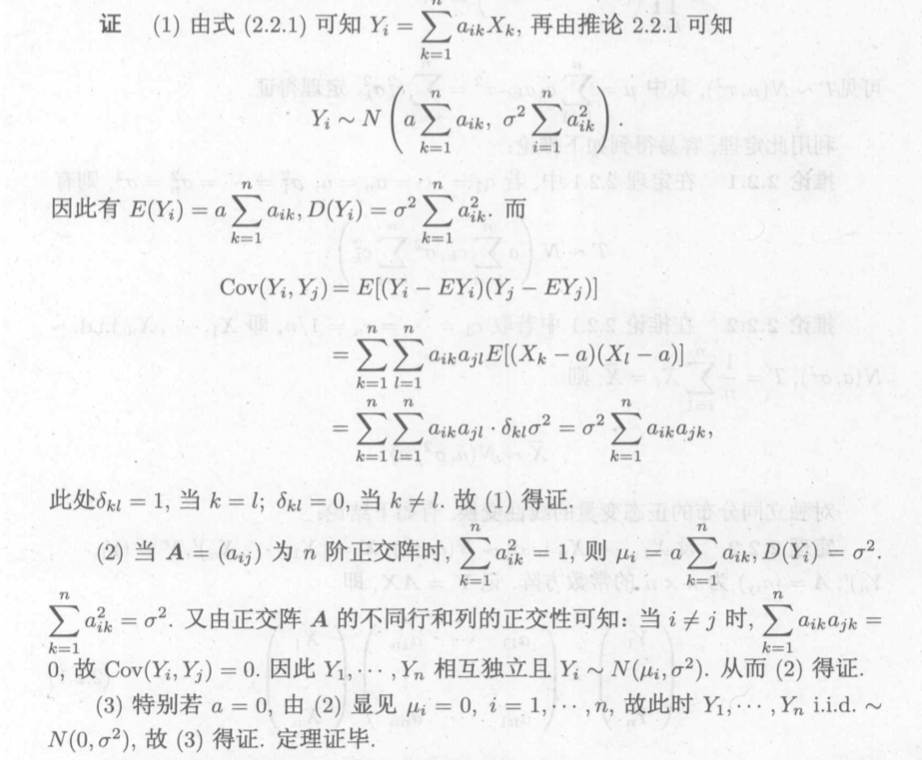 证 (1) 由式 (2.2.1) 可知 $Y_i = \sum_{k=1}^{n} a_{ik}X_k$, 再由推论 2.2.1 可知
$Y_i \sim N\left(a\sum_{k=1}^{n} a_{ik},\ \sigma^2\sum_{i=1}^{n} a_{ik}^2\right).$
因此有 $E(Y_i) = a\sum_{k=1}^{n} a_{ik}, D(Y_i) = \sigma^2\sum_{k=1}^{n} a_{ik}^2$. 而
$\mathrm{Cov}(Y_i, Y_j) = E[(Y_i - EY_i)(Y_j - EY_j)]$
$= \sum_{k=1}^{n}\sum_{l=1}^{n} a_{ik}a_{jl}E[(X_k - a)(X_l - a)]$
$= \sum_{k=1}^{n}\sum_{l=1}^{n} a_{ik}a_{jl} \cdot \delta_{kl}\sigma^2 = \sigma^2\sum_{k=1}^{n} a_{ik}a_{jk},$
此处$\delta_{kl} = 1$, 当 $k = l$; $\delta_{kl} = 0$, 当 $k \neq l$. 故 (1) 得证.
(2) 当 $\boldsymbol{A} = (a_{ij})$ 为 $n$ 阶正交阵时, $\sum_{k=1}^{n} a_{ik}^2 = 1$, 则 $\mu_i = a\sum_{k=1}^{n} a_{ik}, D(Y_i) = \sigma^2 \cdot$
$\sum_{k=1}^{n} a_{ik}^2 = \sigma^2$. 又由正交阵 $\boldsymbol{A}$ 的不同行和列的正交性可知: 当 $i \neq j$ 时, $\sum_{k=1}^{n} a_{ik}a_{jk} =$
0, 故 $\mathrm{Cov}(Y_i, Y_j) = 0$. 因此 $Y_1, \cdots, Y_n$ 相互独立且 $Y_i \sim N(\mu_i, \sigma^2)$. 从而 (2) 得证.
(3) 特别若 $a = 0$, 由 (2) 显见 $\mu_i = 0,\ i = 1, \cdots, n$, 故此时 $Y_1, \cdots, Y_n$ i.i.d. $\sim$
$N(0, \sigma^2)$, 故 (3) 得证. 定理证毕.